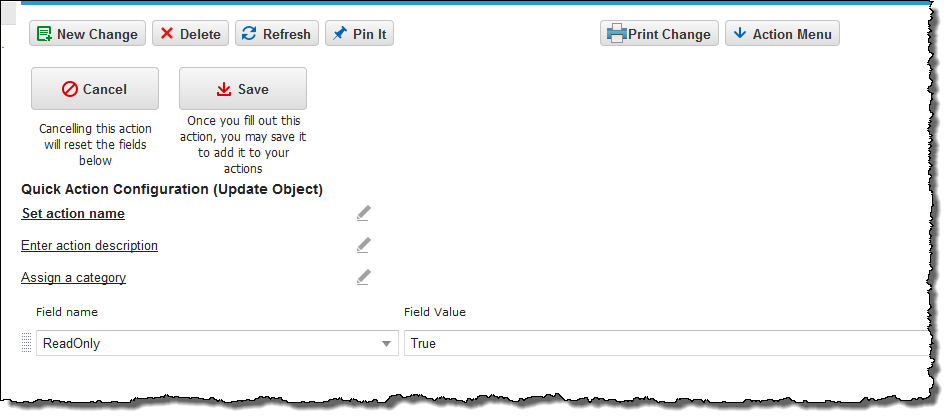 New Change Delete Refresh Pin It Print Change Action Menu
Cancel Save
Cancelling this action
will reset the fields
below
Once you fill out this
action, you may save it
to add it to your
actions
Quick Action Configuration (Update Object)
Set action name
Enter action description
Assign a category
Field name Field Value
ReadOnly True